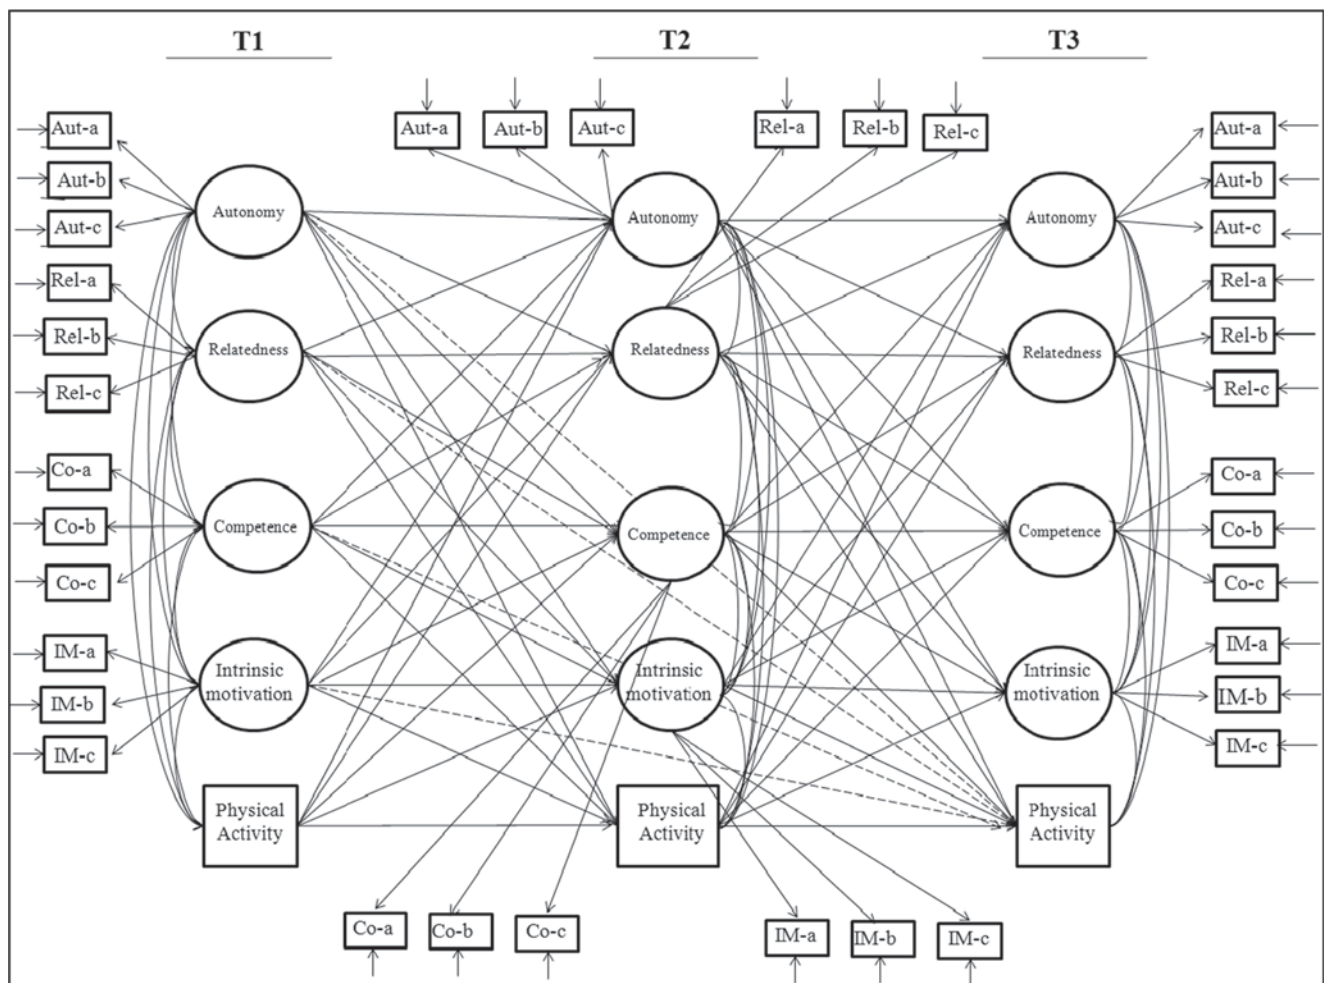 T1
T2
T3
Aut-a
Aut-b
Aut-c
Rel-a
Rel-b
Rel-c
Co-a
Co-b
Co-c
IM-a
IM-b
IM-c
Autonomy
Relatedness
Competence
Intrinsic
motivation
Physical
Activity
Aut-a
Aut-b
Aut-c
Rel-a
Rel-b
Rel-c
Autonomy
Relatedness
Competence
Intrinsic
motivation
Physical
Activity
Co-a
Co-b
Co-c
IM-a
IM-b
IM-c
Autonomy
Relatedness
Competence
Intrinsic
motivation
Physical
Activity
Aut-a
Aut-b
Aut-c
Rel-a
Rel-b
Rel-c
Co-a
Co-b
Co-c
IM-a
IM-b
IM-c